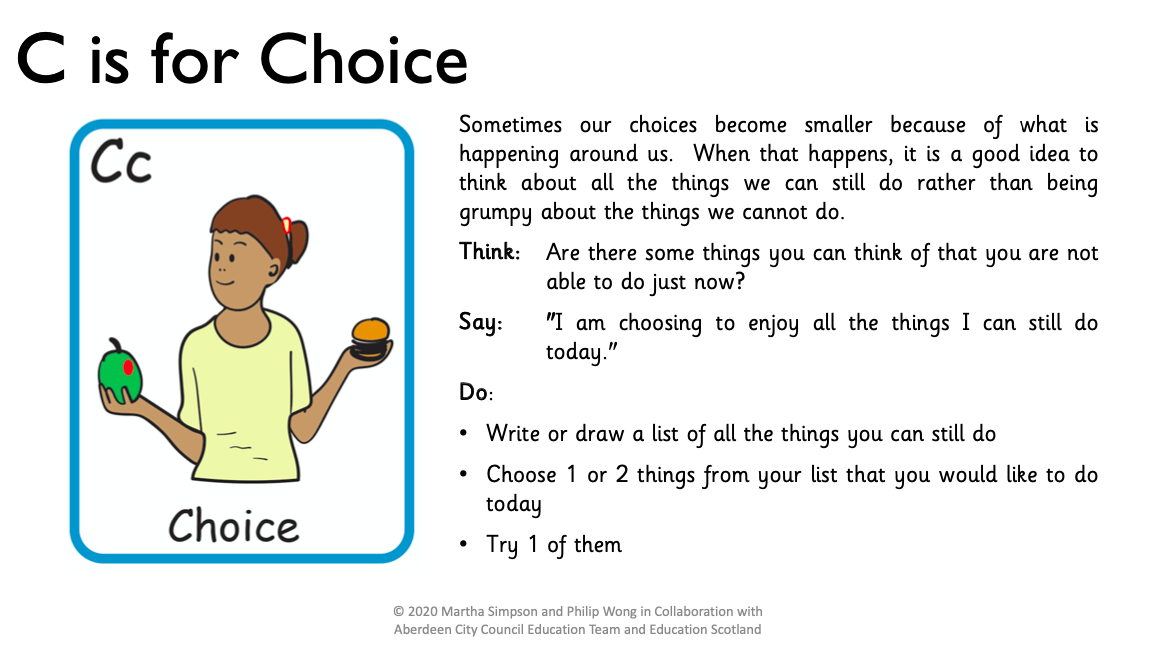 C is for Choice
Cc
Choice
Sometimes our choices become smaller because of what is
happening around us. When that happens, it is a good idea to
think about all the things we can still do rather than being
grumpy about the things we cannot do.
Think: Are there some things you can think of that you are not
able to do just now?
Say: "I am choosing to enjoy all the things I can still do
today."
Do:
• Write or draw a list of all the things you can still do
• Choose 1 or 2 things from your list that you would like to do
today
• Try 1 of them
© 2020 Martha Simpson and Philip Wong in Collaboration with
Aberdeen City Council Education Team and Education Scotland